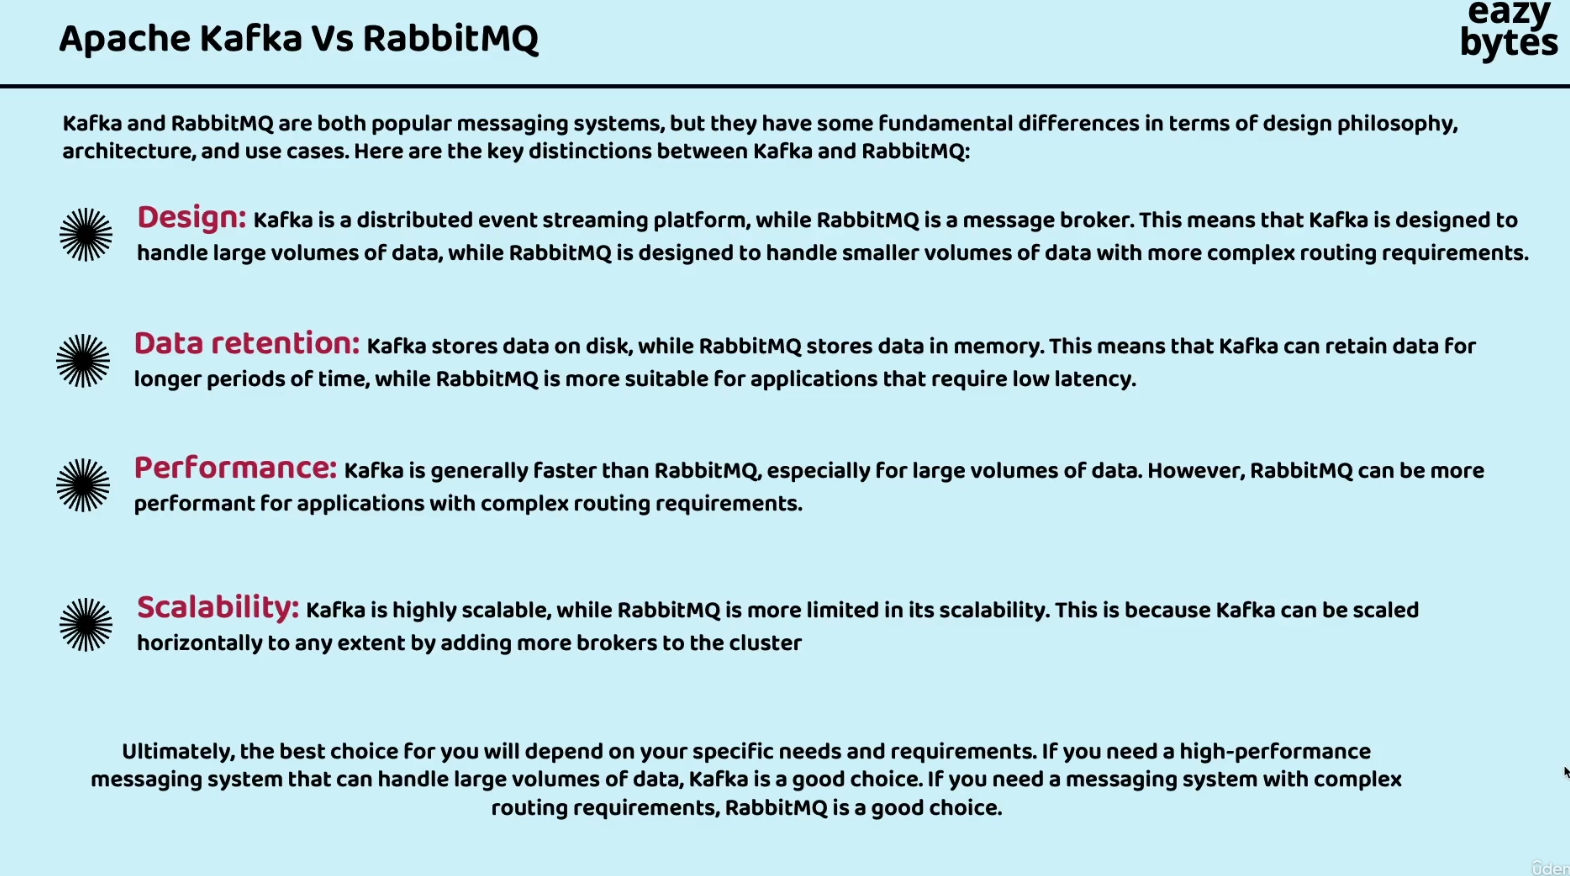 Apache Kafka Vs RabbitMQ
eazy
bytes
Kafka and RabbitMQ are both popular messaging systems, but they have some fundamental differences in terms of design philosophy,
architecture, and use cases. Here are the key distinctions between Kafka and RabbitMQ:
Design: Kafka is a distributed event streaming platform, while RabbitMQ is a message broker. This means that Kafka is designed to
handle large volumes of data, while RabbitMQ is designed to handle smaller volumes of data with more complex routing requirements.
Data retention: Kafka stores data on disk, while RabbitMQ stores data in memory. This means that Kafka can retain data for
longer periods of time, while RabbitMQ is more suitable for applications that require low latency.
Performance: Kafka is generally faster than RabbitMQ, especially for large volumes of data. However, RabbitMQ can be more
performant for applications with complex routing requirements.
Scalability: Kafka is highly scalable, while RabbitMQ is more limited in its scalability. This is because Kafka can be scaled
horizontally to any extent by adding more brokers to the cluster
Ultimately, the best choice for you will depend on your specific needs and requirements. If you need a high-performance
messaging system that can handle large volumes of data, Kafka is a good choice. If you need a messaging system with complex
routing requirements, RabbitMQ is a good choice.